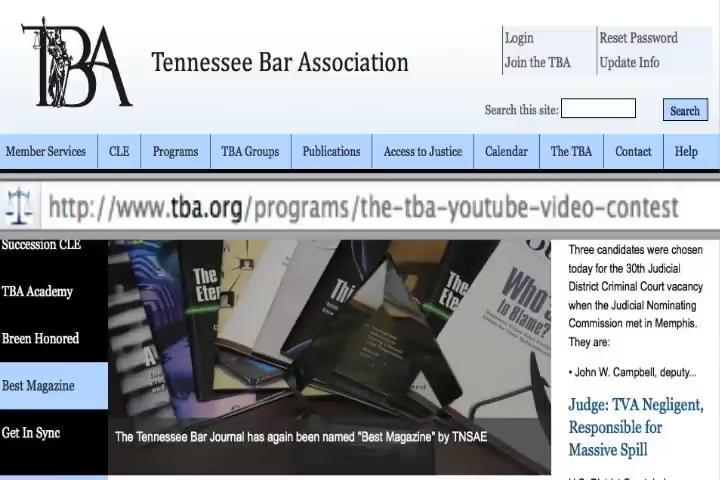 TBA
Tennessee Bar Association
Login
Reset Password
Join the TBA
Update Info
Search this site:
Search
Member Services
CLE
Programs
TBA Groups
Publications
Access to Justice
Calendar
The TBA
Contact
Help
http://www.tba.org/programs/the-tba-youtube-video-contest
Succession CLE
TBA Academy
Breen Honored
Best Magazine
Get In Sync
The
Thi
The
Who's
to Blame?
The Tennessee Bar Journal has again been named "Best Magazine" by TNSAE
Three candidates were chosen
today for the 30th Judicial
District Criminal Court vacancy
when the Judicial Nominating
Commission met in Memphis.
They are:
• John W. Campbell, deputy...
Judge: TVA Negligent,
Responsible for
Massive Spill